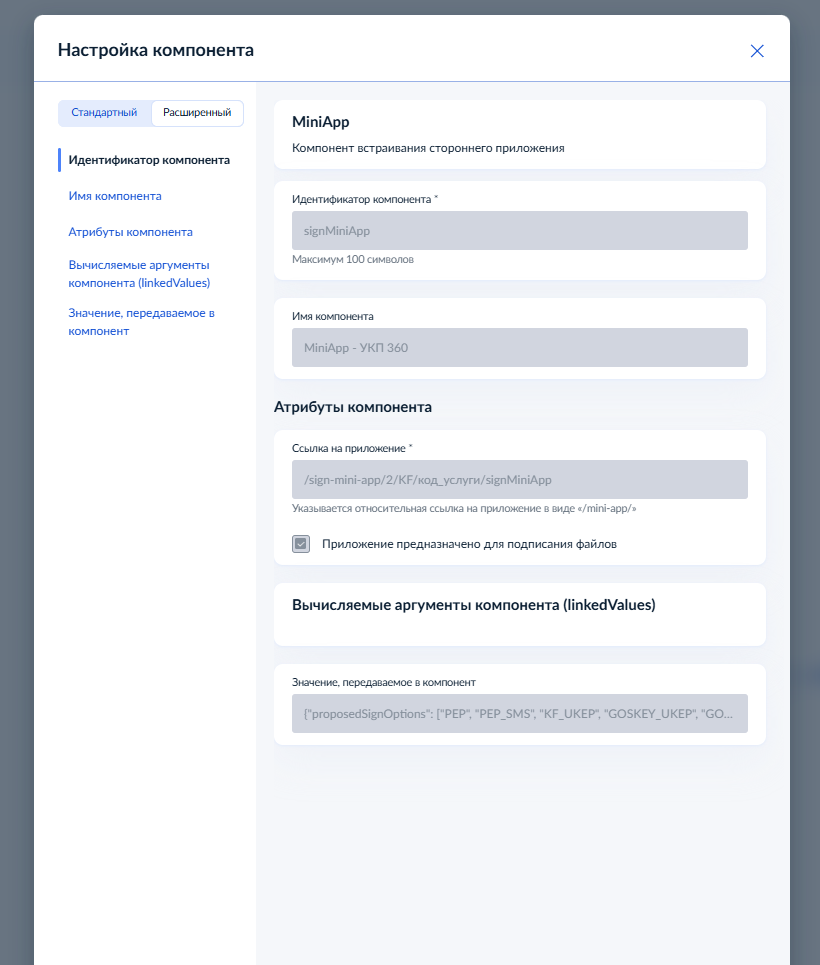 Настройка компонента
Стандартный
Расширенный
Идентификатор компонента
Имя компонента
Атрибуты компонента
Вычисляемые аргументы
компонента (linkedValues)
Значение, передаваемое в
компонент
MiniApp
Компонент встраивания стороннего приложения
Идентификатор компонента *
signMiniApp
Максимум 100 символов
Имя компонента
MiniApp - УКП 360
Атрибуты компонента
Ссылка на приложение *
/sign-mini-app/2/KF/код_услуги/signMiniApp
Указывается относительная ссылка на приложение в виде «/mini-app/»
Приложение предназначено для подписания файлов
Вычисляемые аргументы компонента (linkedValues)
Значение, передаваемое в компонент
{"proposedSignOptions": ["PEP", "PEP_SMS", "KF_UKEP", "GOSKEY_UKEP", "GO...